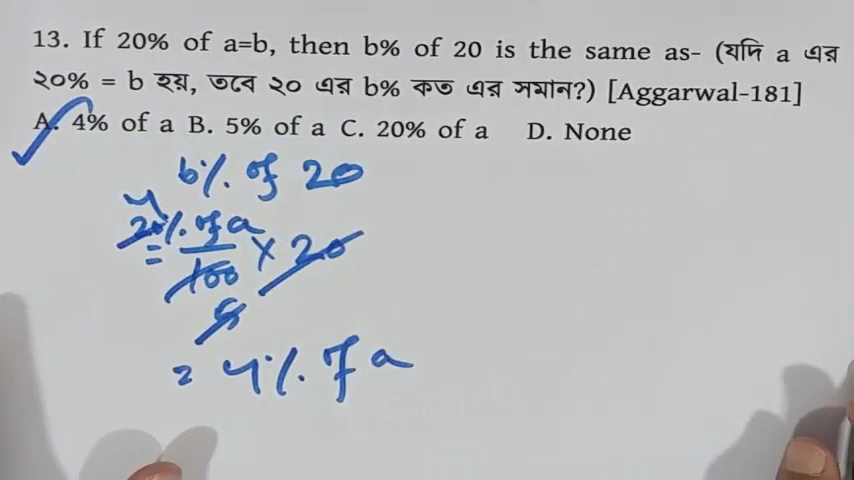 13. If 20% of a=b, then b% of 20 is the same as- (যদি a এর
২০% = b হয়, তবে ২০ এর b% কত এর সমান?) [Aggarwal-181]
A. 4% of a B. 5% of a C. 20% of a D. None
b% of 20
4
= 20% of a / 100 × 20
5
= 4% of a